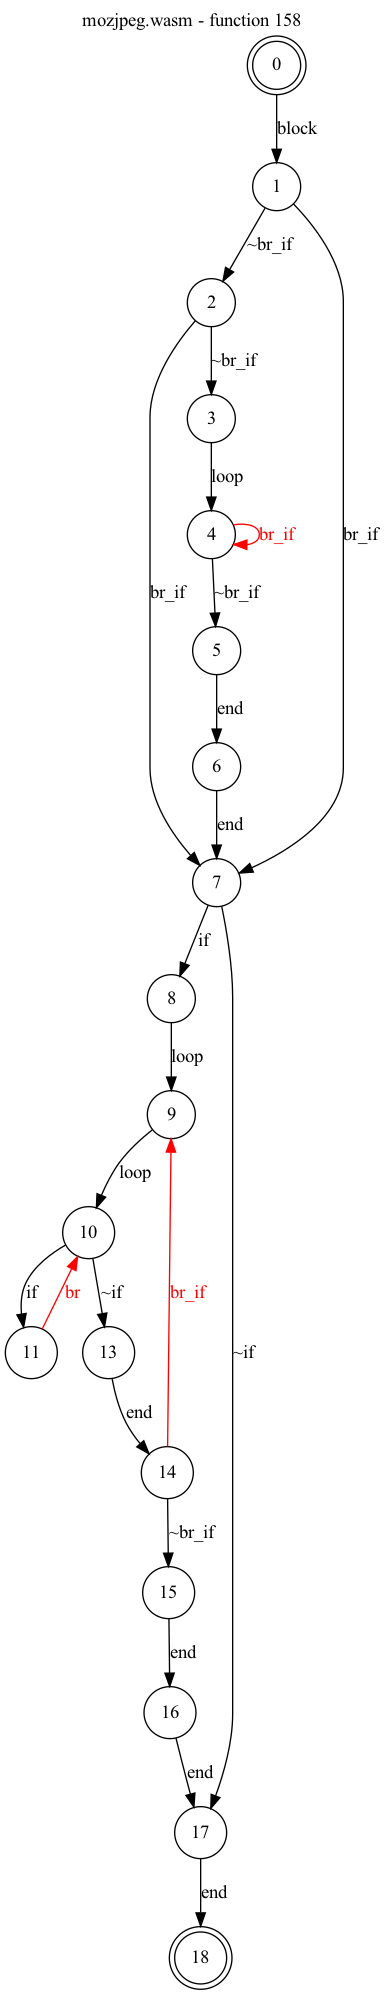 mozjpeg.wasm - function 158
0
block
1
~br_if
2
~br_if
3
loop
4
br_if
br_if
br_if
~br_if
5
end
6
end
7
if
8
loop
9
loop
10
if
br
~if
br_if
~if
11
13
end
14
~br_if
15
end
16
end
17
end
18